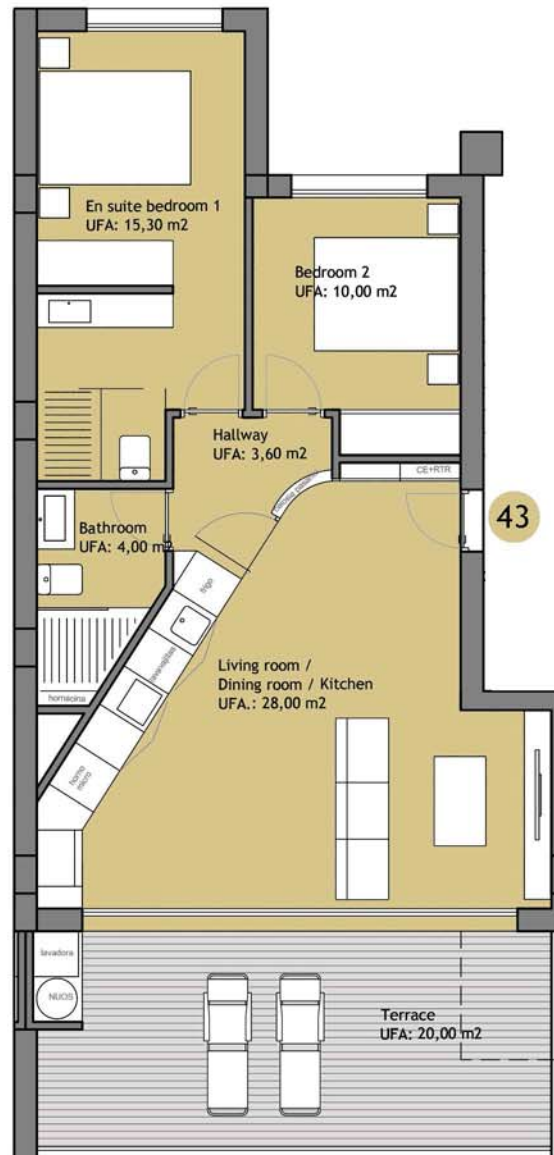 En suite bedroom 1
UFA: 15,30 m2
Bedroom 2
UFA: 10,00 m2
Hallway
UFA: 3,60 m2
CE+RTR
43
Bathroom
UFA: 4,00 m
frigo
lavavajillas
Living room /
Dining room / Kitchen
UFA.: 28,00 m2
hornacina
horno
micro
lavadora
NUOS
Terrace
UFA: 20,00 m2